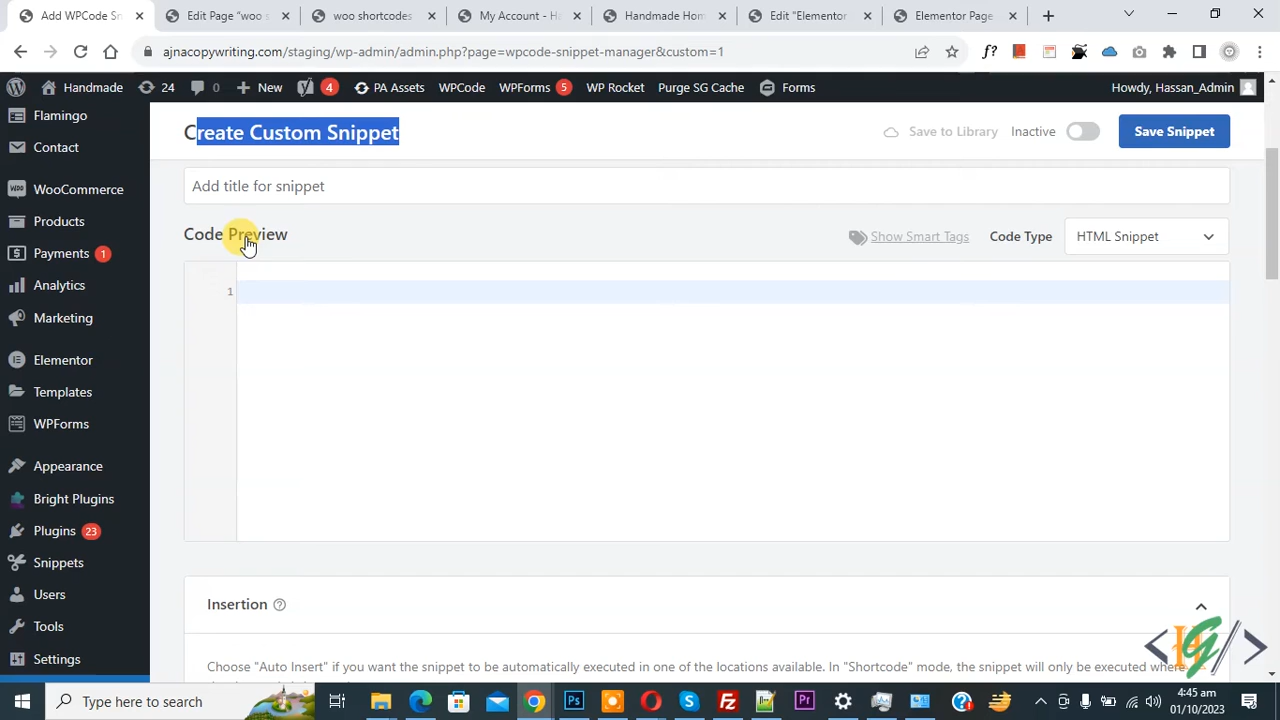 Add WPCode Sn
Edit Page "woo s
woo shortcodes
My Account - Ha
Handmade Hom
Edit "Elementor
Elementor Page
ajnacopywriting.com/staging/wp-admin/admin.php?page=wpcode-snippet-manager&custom=1
Handmade
24
0
New
4
PA Assets
WPCode
WPForms 5
WP Rocket
Purge SG Cache
Forms
Howdy, Hassan_Admin
Flamingo
Contact
WooCommerce
Products
Payments 1
Analytics
Marketing
Elementor
Templates
WPForms
Appearance
Bright Plugins
Plugins 23
Snippets
Users
Tools
Settings
Create Custom Snippet
Save to Library
Inactive
Save Snippet
Add title for snippet
Code Preview
Show Smart Tags
Code Type
HTML Snippet
1
Insertion
Choose "Auto Insert" if you want the snippet to be automatically executed in one of the locations available. In "Shortcode" mode, the snippet will only be executed where
Type here to search
4:45 am
01/10/2023